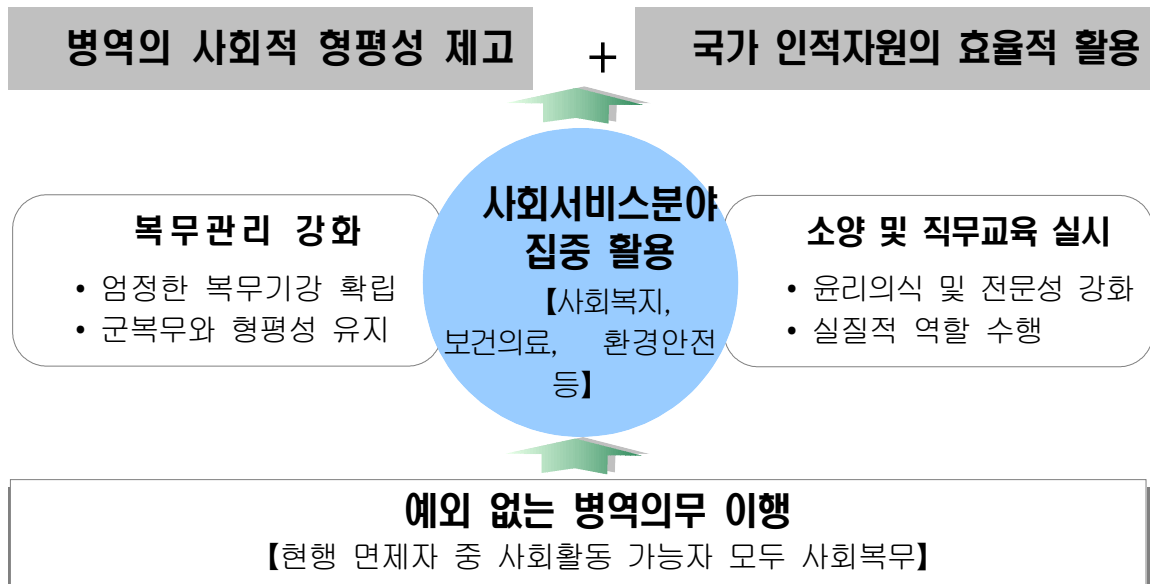 병역의 사회적 형평성 제고 + 국가 인적자원의 효율적 활용
사회서비스분야
집중 활용
【사회복지,
보건의료, 환경안전
등】
복무관리 강화
• 엄정한 복무기강 확립
• 군복무와 형평성 유지
소양 및 직무교육 실시
• 윤리의식 및 전문성 강화
• 실질적 역할 수행
예외 없는 병역의무 이행
【현행 면제자 중 사회활동 가능자 모두 사회복무】